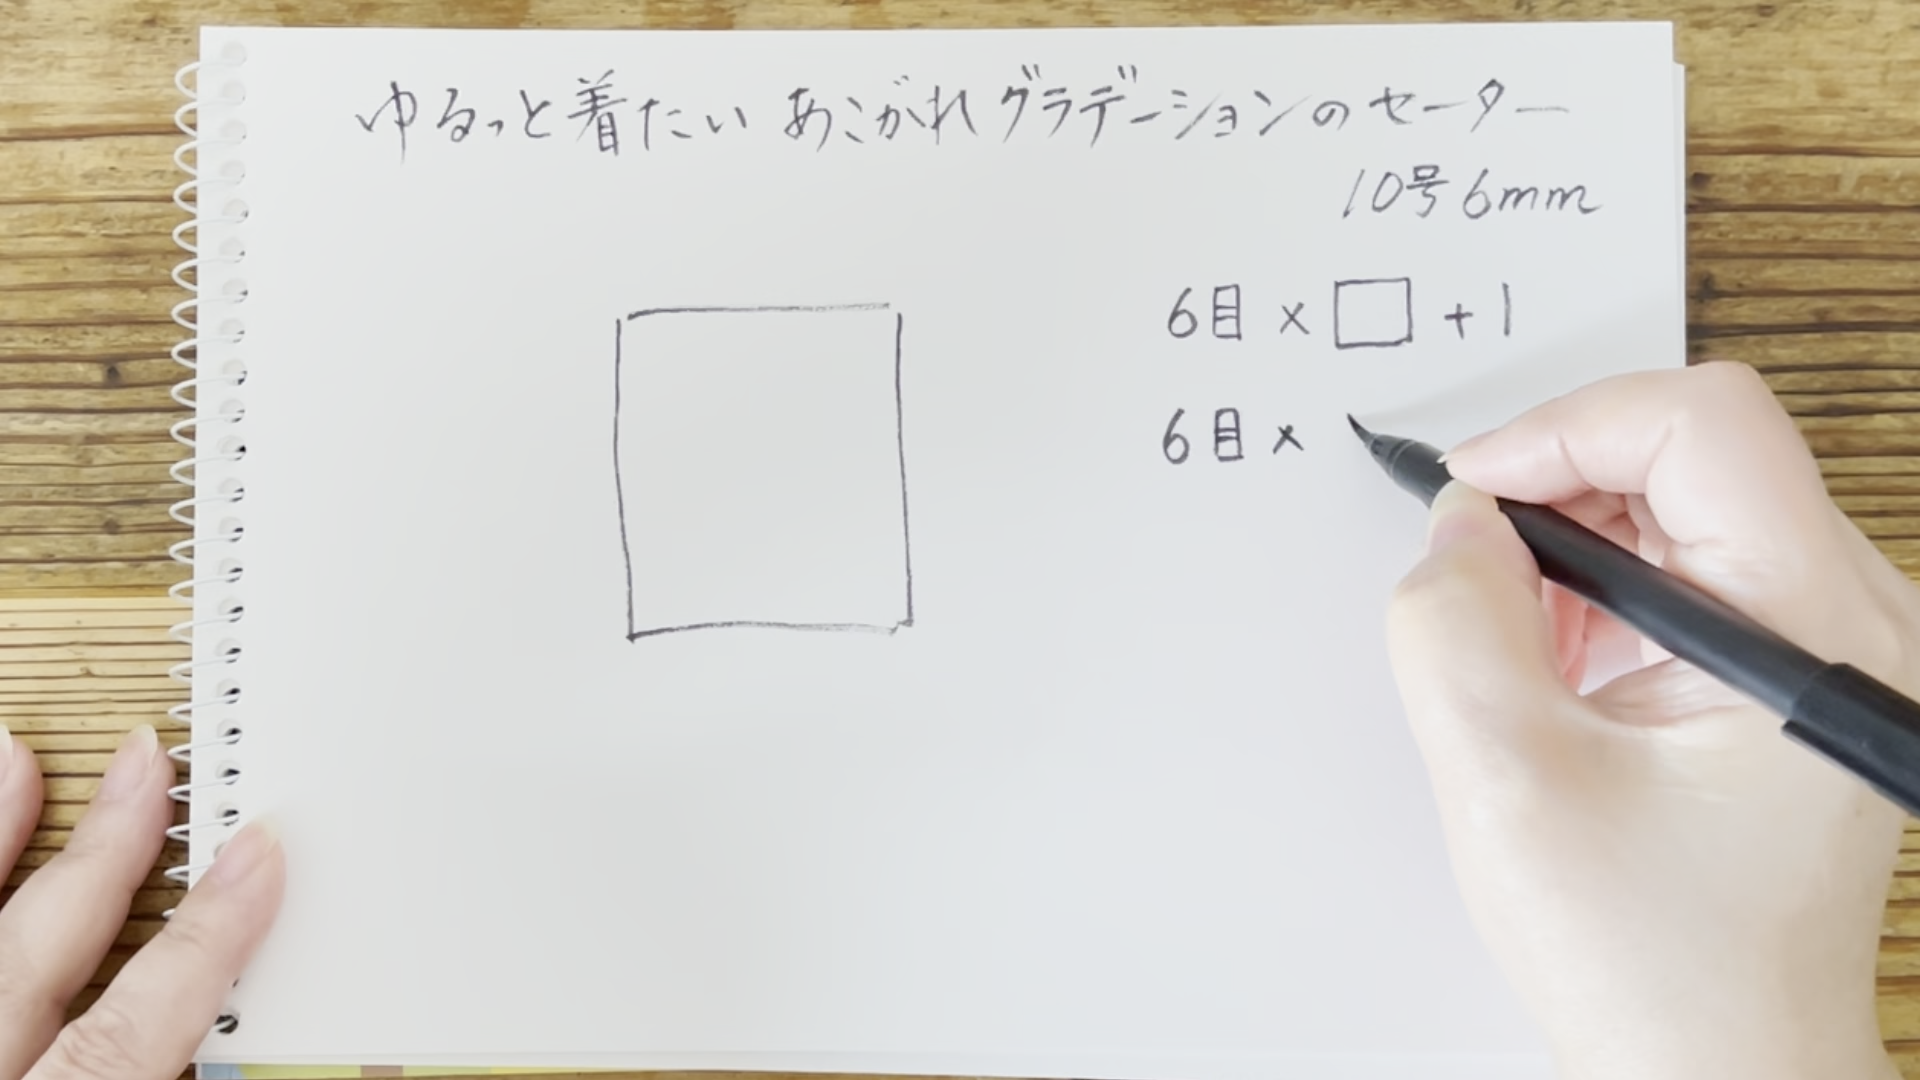 ゆるっと着たい あこがれグラデーションのセーター
10号 6mm
6目 × □ + 1
6目 ×